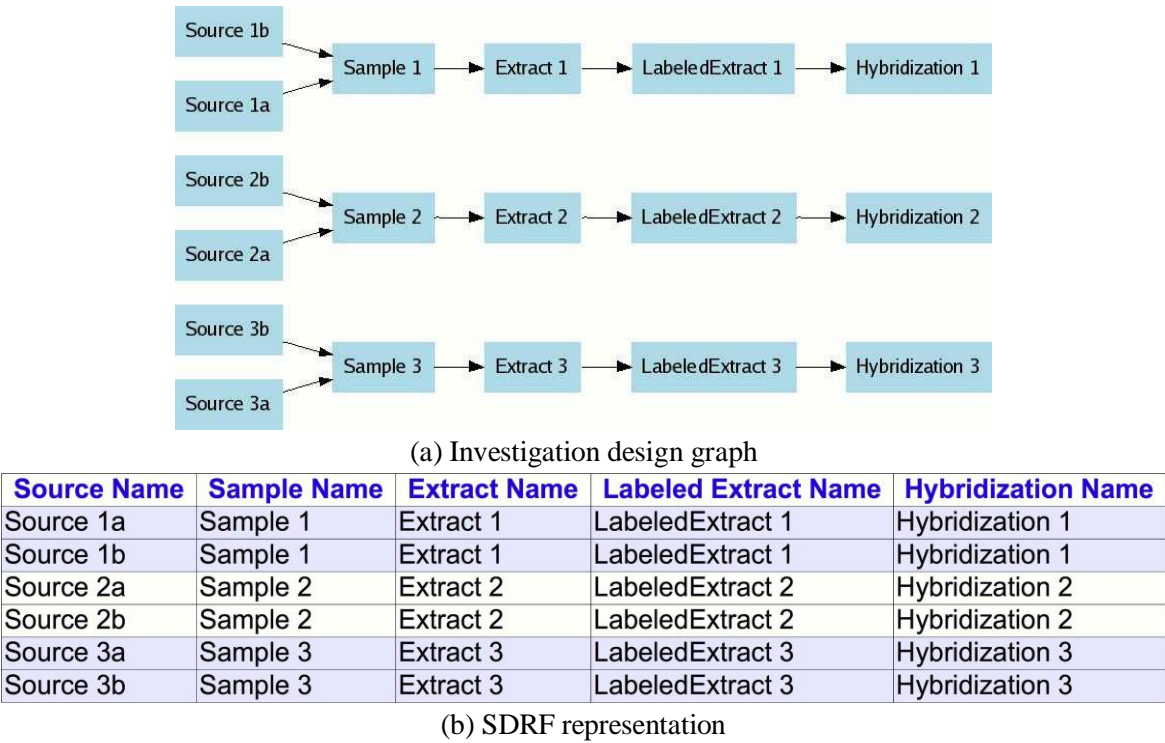 Source 1b
Source 1a
Sample 1
Extract 1
LabeledExtract 1
Hybridization 1
Source 2b
Source 2a
Sample 2
Extract 2
LabeledExtract 2
Hybridization 2
Source 3b
Source 3a
Sample 3
Extract 3
LabeledExtract 3
Hybridization 3
(a) Investigation design graph
Source Name Sample Name Extract Name Labeled Extract Name Hybridization Name
Source 1a Sample 1 Extract 1 LabeledExtract 1 Hybridization 1
Source 1b Sample 1 Extract 1 LabeledExtract 1 Hybridization 1
Source 2a Sample 2 Extract 2 LabeledExtract 2 Hybridization 2
Source 2b Sample 2 Extract 2 LabeledExtract 2 Hybridization 2
Source 3a Sample 3 Extract 3 LabeledExtract 3 Hybridization 3
Source 3b Sample 3 Extract 3 LabeledExtract 3 Hybridization 3
(b) SDRF representation